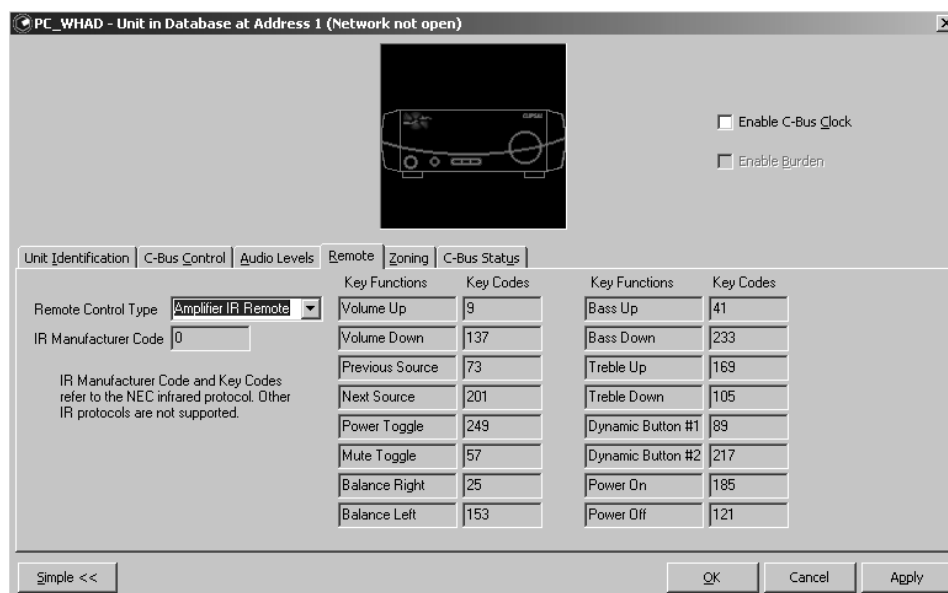 PC_WHAD - Unit in Database at Address 1 (Network not open)
CLIPSAL
Enable C-Bus Clock
Enable Burden
Unit Identification C-Bus Control Audio Levels Remote Zoning C-Bus Status
Key Functions Key Codes Key Functions Key Codes
Remote Control Type Amplifier IR Remote Volume Up 9 Bass Up 41
IR Manufacturer Code 0 Volume Down 137 Bass Down 233
Previous Source 73 Treble Up 169
IR Manufacturer Code and Key Codes
refer to the NEC infrared protocol. Other
IR protocols are not supported.
Next Source 201 Treble Down 105
Power Toggle 249 Dynamic Button #1 89
Mute Toggle 57 Dynamic Button #2 217
Balance Right 25 Power On 185
Balance Left 153 Power Off 121
Simple << OK Cancel Apply